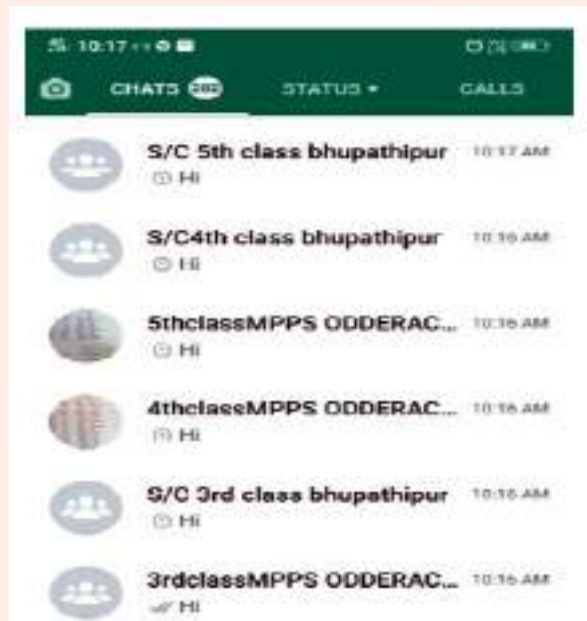 10:17
CHATS 282 STATUS CALLS
S/C 5th class bhupathipur 10:17 AM
Hi
S/C4th class bhupathipur 10:16 AM
Hi
5thclassMPPS ODDERAC... 10:16 AM
Hi
4thclassMPPS ODDERAC... 10:16 AM
Hi
S/C 3rd class bhupathipur 10:16 AM
Hi
3rdclassMPPS ODDERAC... 10:16 AM
Hi